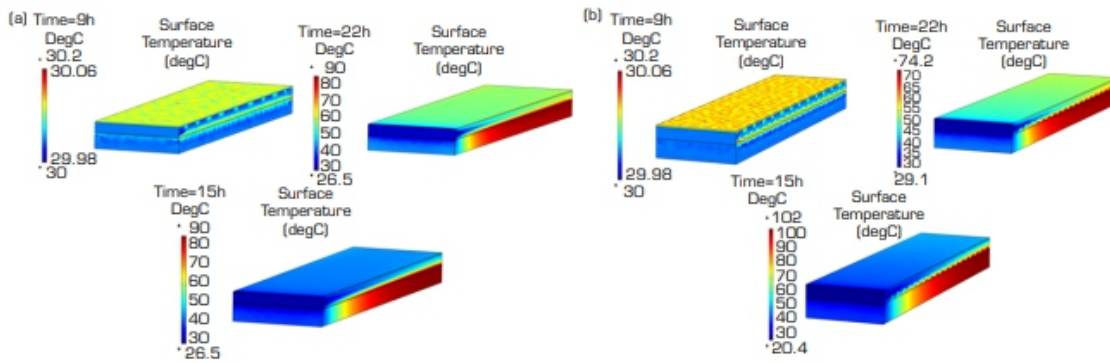 (a)
Time=9h
DegC
30.2
30.06
29.98
30
Surface
Temperature
(degC)
Time=22h
DegC
90
80
70
60
50
40
30
26.5
Surface
Temperature
(degC)
Time=15h
DegC
90
80
70
60
50
40
30
26.5
Surface
Temperature
(degC)
(b)
Time=9h
DegC
30.2
30.06
29.98
30
Surface
Temperature
(degC)
Time=22h
DegC
74.2
70
65
60
55
50
45
40
35
30
29.1
Surface
Temperature
(degC)
Time=15h
DegC
102
100
90
80
70
60
50
40
30
20.4
Surface
Temperature
(degC)